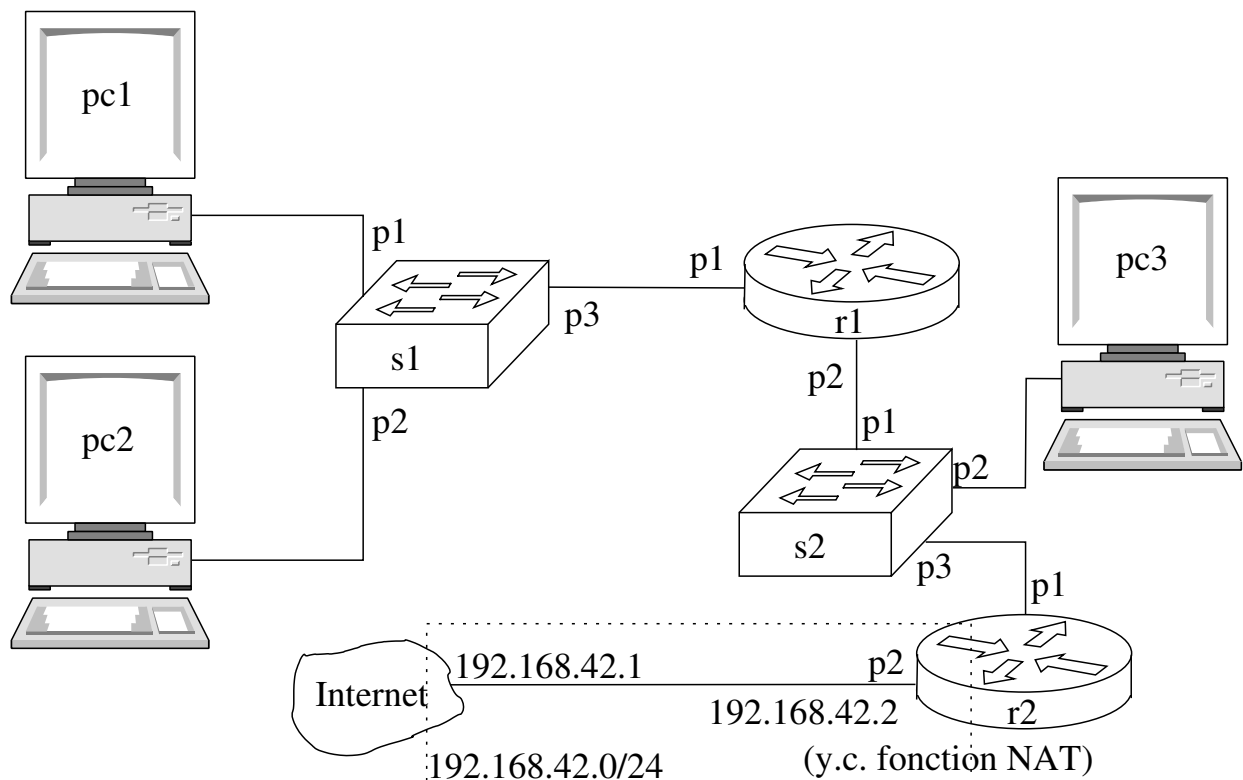 pc1
p1
p1
pc3
p3
r1
s1
p2
pc2
p2
p1
p2
s2
p3
p1
192.168.42.1
p2
Internet
192.168.42.2
r2
192.168.42.0/24
(y.c. fonction NAT)